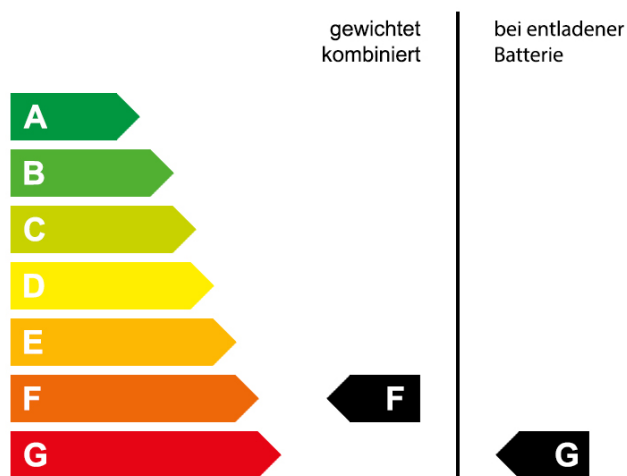 gewichtet
kombiniert
bei entladener
Batterie
A
B
C
D
E
F
F
G
G